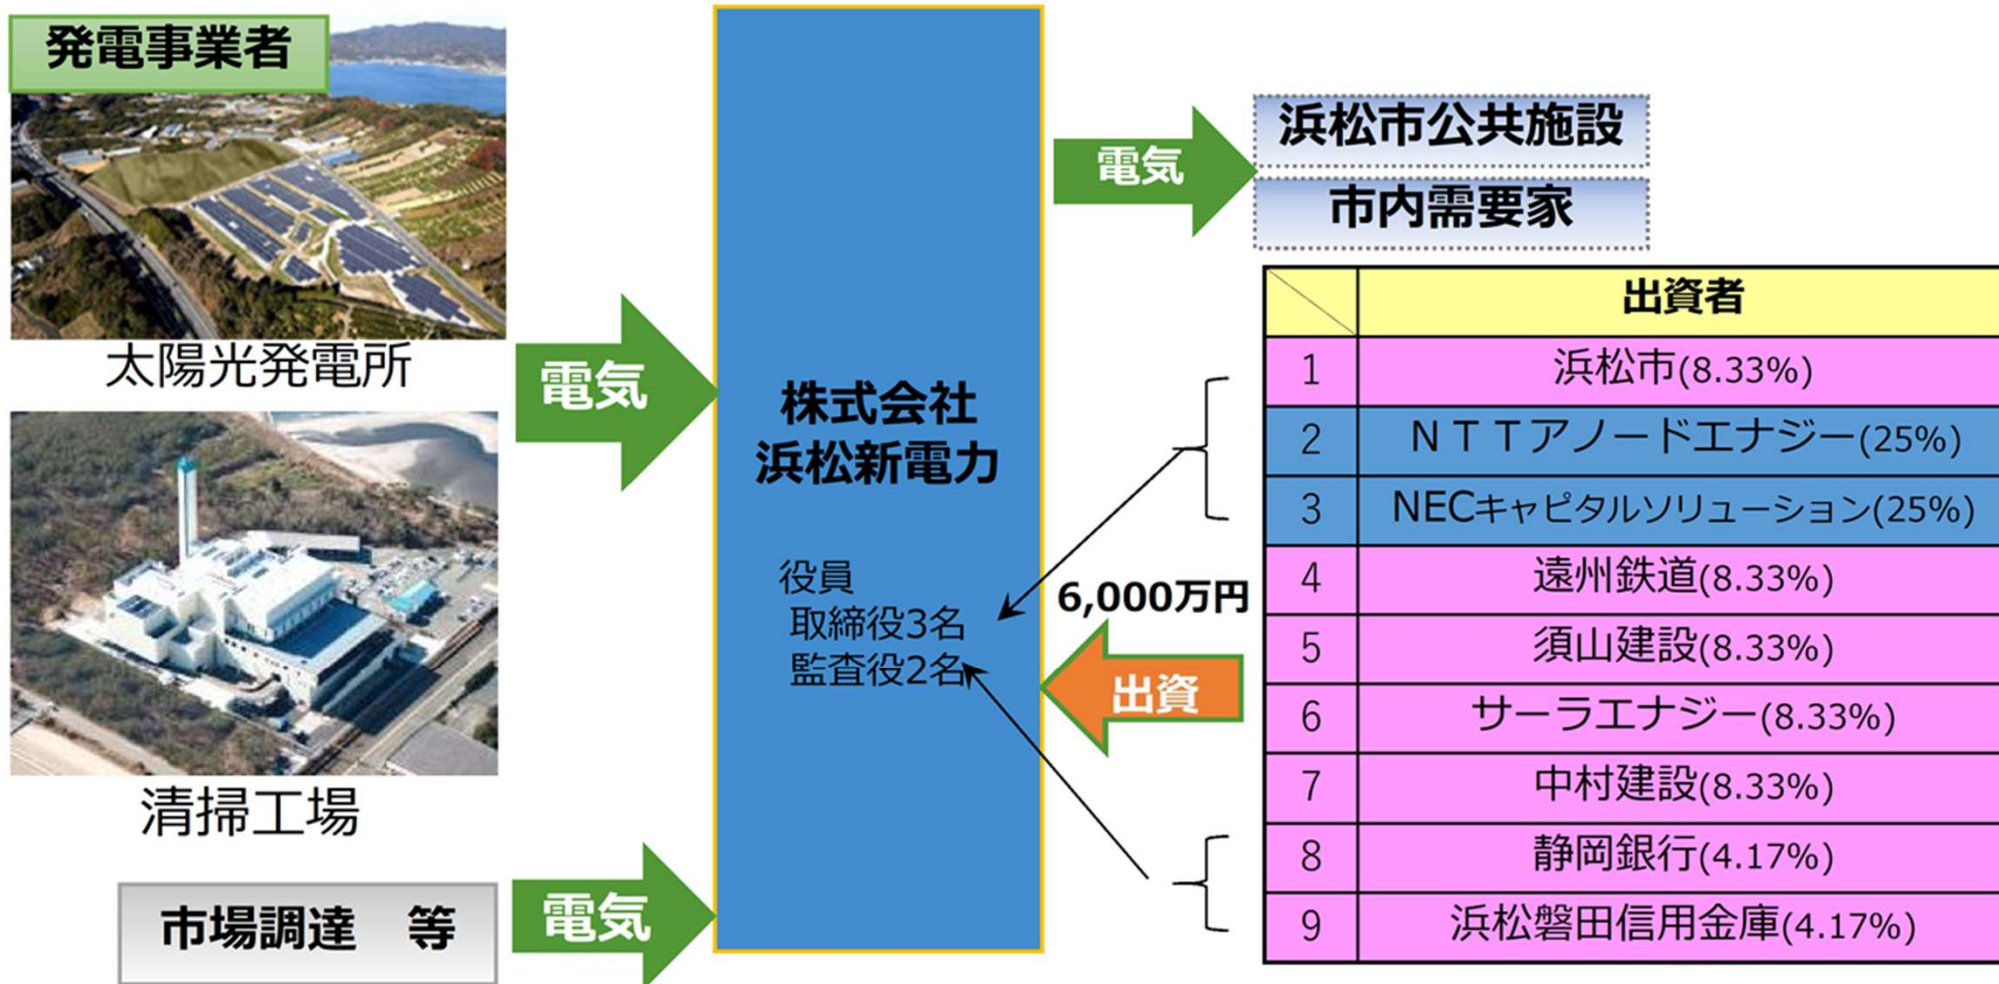 発電事業者
太陽光発電所
電気
清掃工場
市場調達　等
電気
株式会社
浜松新電力
役員
取締役3名
監査役2名
電気
浜松市公共施設
市内需要家
6,000万円
出資
出資者
1 浜松市(8.33%)
2 ＮＴＴアノードエナジー(25%)
3 NECキャピタルソリューション(25%)
4 遠州鉄道(8.33%)
5 須山建設(8.33%)
6 サーラエナジー(8.33%)
7 中村建設(8.33%)
8 静岡銀行(4.17%)
9 浜松磐田信用金庫(4.17%)